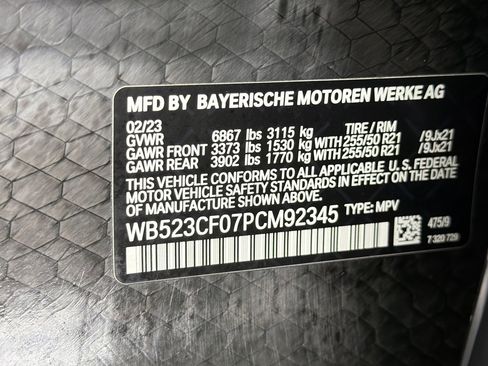 MFD BY BAYERISCHE MOTOREN WERKE AG
02/23
GVWR 6867 lbs 3115 kg TIRE / RIM
GAWR FRONT 3373 lbs 1530 kg WITH 255/50 R21 /9Jx21
GAWR REAR 3902 lbs 1770 kg WITH 255/50 R21 /9Jx21
THIS VEHICLE CONFORMS TO ALL APPLICABLE U.S. FEDERAL
MOTOR VEHICLE SAFETY STANDARDS IN EFFECT ON THE DATE OF
MANUFACTURE SHOWN ABOVE.
WB523CF07PCM92345 TYPE: MPV
475/9
7 320 729